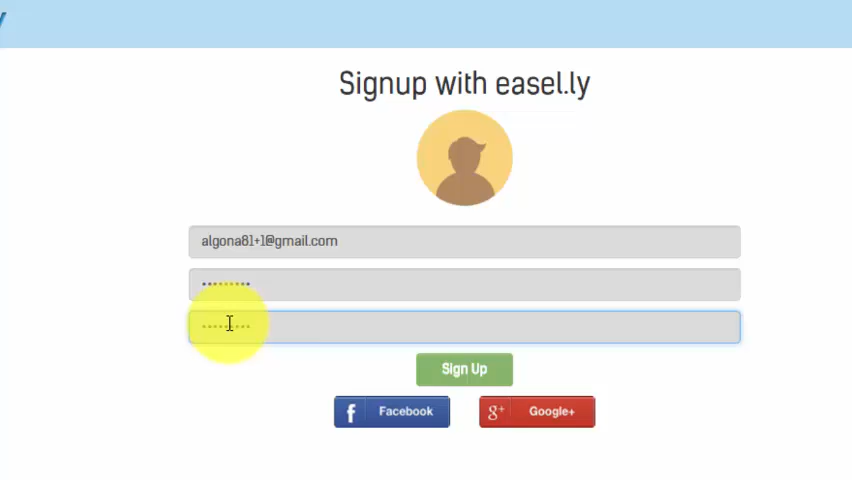 Signup with easel.ly
algona81+1@gmail.com
•••••••••
•••••••••
Sign Up
f Facebook
g+ Google+